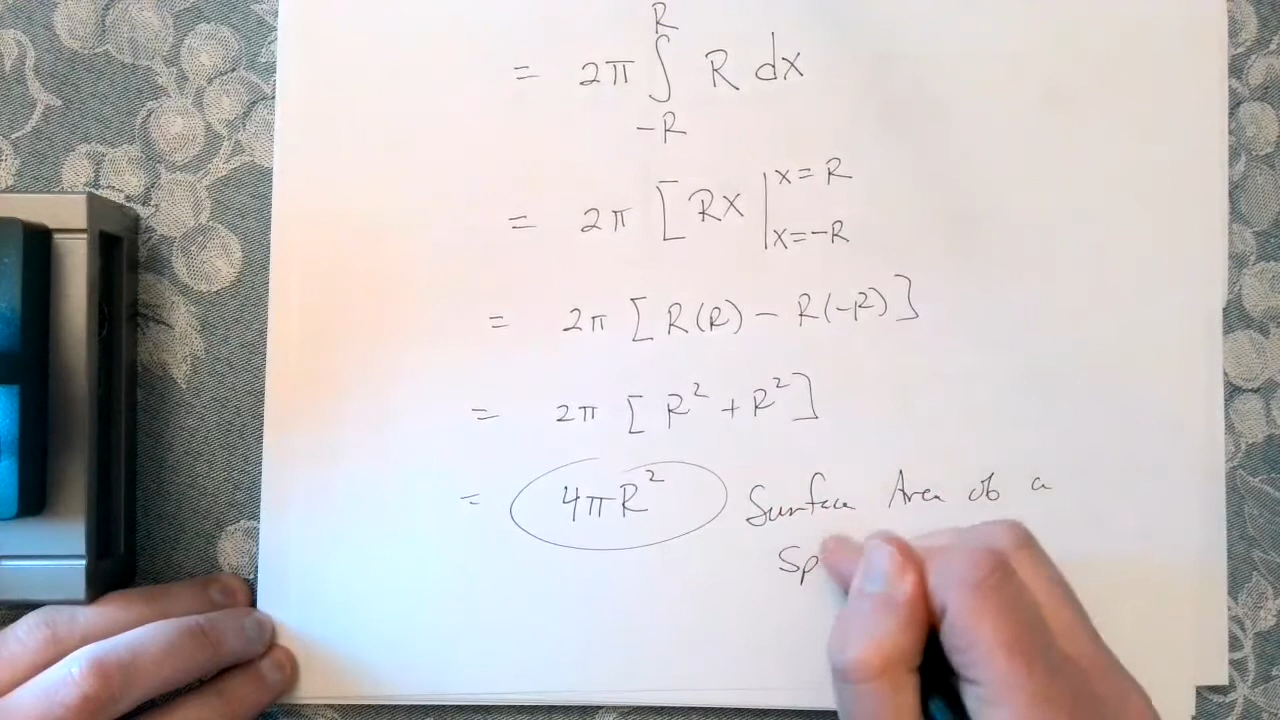 = 2π ∫_{-R}^{R} R dx
= 2π [ Rx |_{x=-R}^{x=R}
= 2π [ R(R) - R(-R) ]
= 2π [ R² + R² ]
= 4πR² Surface Area of a
Sp